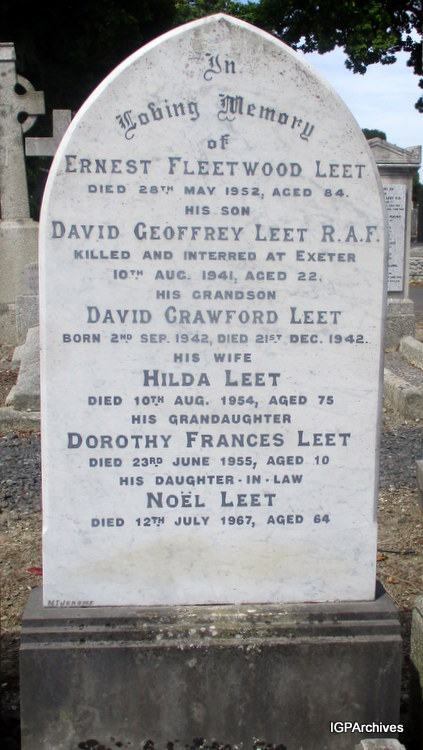 In
Loving Memory
of
ERNEST FLEETWOOD LEET
DIED 28TH MAY 1952, AGED 84.
HIS SON
DAVID GEOFFREY LEET R.A.F.
KILLED AND INTERRED AT EXETER
10TH AUG. 1941, AGED 22.
HIS GRANDSON
DAVID CRAWFORD LEET
BORN 2ND SEP. 1942, DIED 21ST DEC. 1942.
HIS WIFE
HILDA LEET
DIED 10TH AUG. 1954, AGED 75
HIS GRANDAUGHTER
DOROTHY FRANCES LEET
DIED 23RD JUNE 1955, AGED 10
HIS DAUGHTER-IN-LAW
NOËL LEET
DIED 12TH JULY 1967, AGED 64
IGPArchives